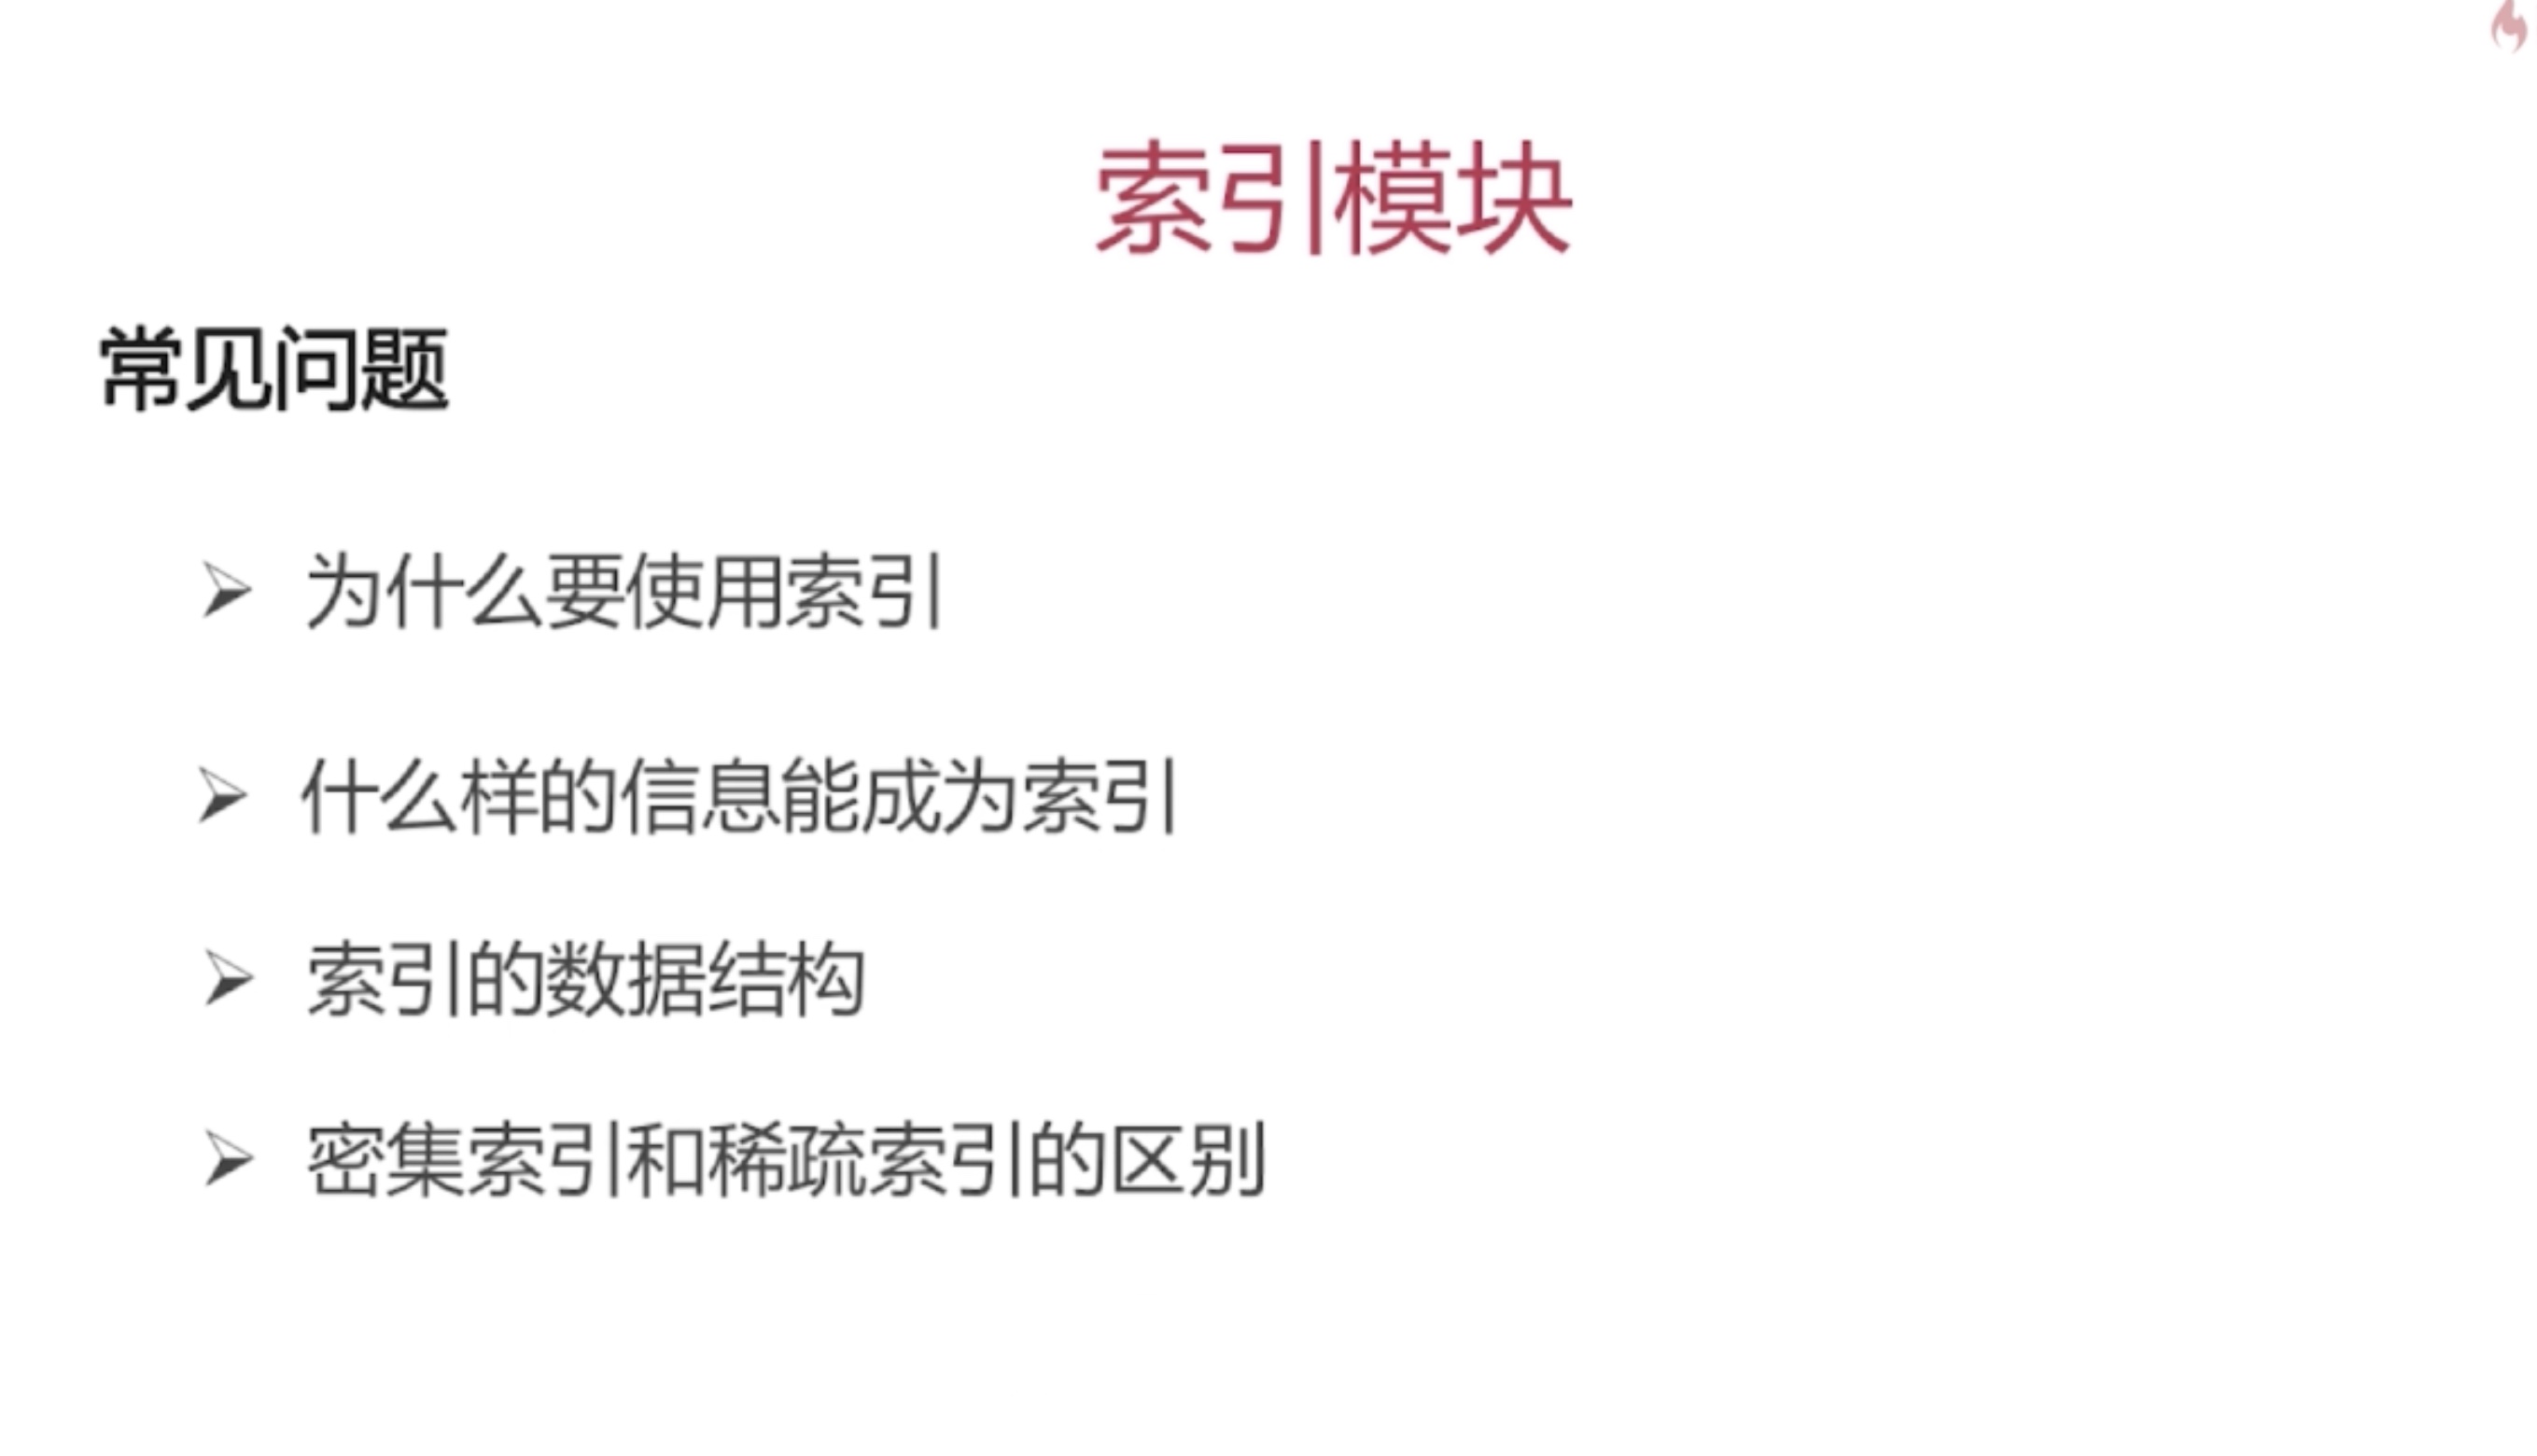 索引模块
常见问题
为什么要使用索引
什么样的信息能成为索引
索引的数据结构
密集索引和稀疏索引的区别